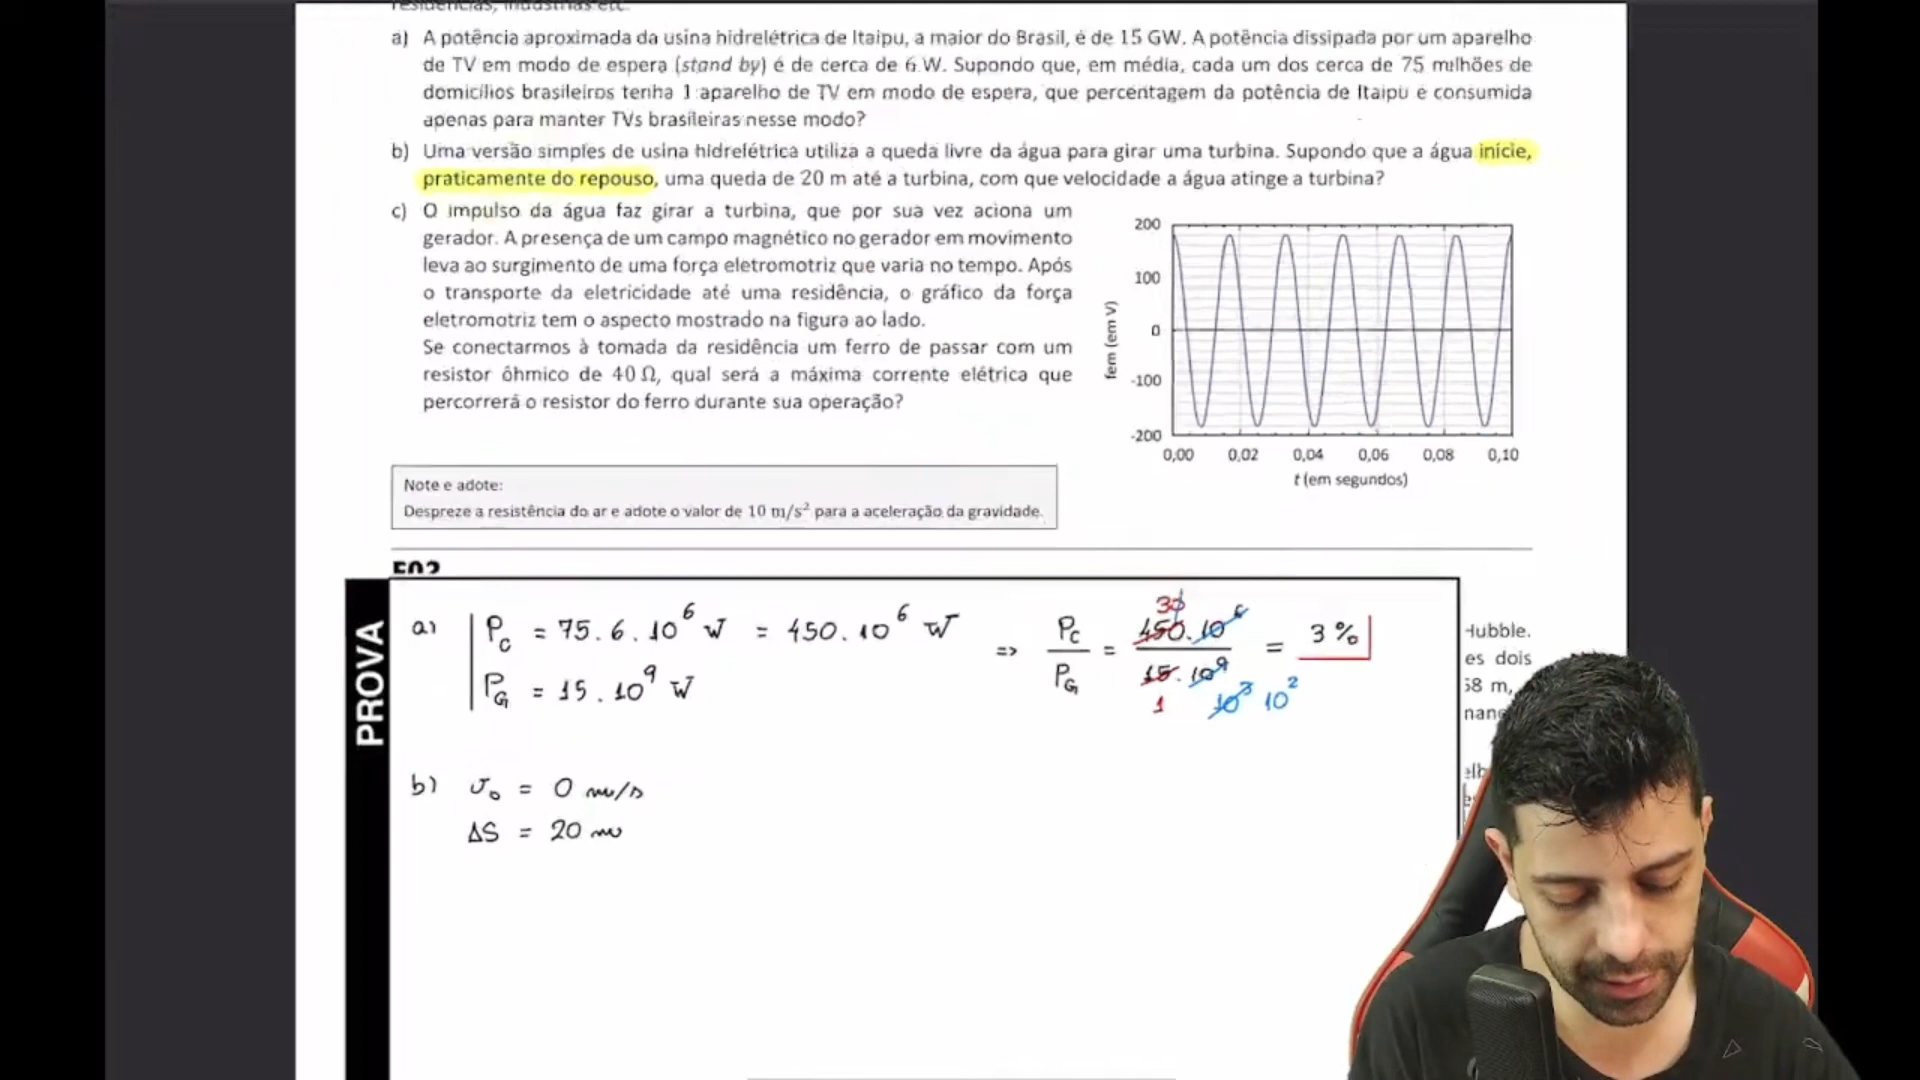 residências, indústrias etc.
a) A potência aproximada da usina hidrelétrica de Itaipu, a maior do Brasil, é de 15 GW. A potência dissipada por um aparelho
de TV em modo de espera (stand by) é de cerca de 6 W. Supondo que, em média, cada um dos cerca de 75 milhões de
domicílios brasileiros tenha 1 aparelho de TV em modo de espera, que percentagem da potência de Itaipu é consumida
apenas para manter TVs brasileiras nesse modo?
b) Uma versão simples de usina hidrelétrica utiliza a queda livre da água para girar uma turbina. Supondo que a água inicie,
praticamente do repouso, uma queda de 20 m até a turbina, com que velocidade a água atinge a turbina?
c) O impulso da água faz girar a turbina, que por sua vez aciona um
gerador. A presença de um campo magnético no gerador em movimento
leva ao surgimento de uma força eletromotriz que varia no tempo. Após
o transporte da eletricidade até uma residência, o gráfico da força
eletromotriz tem o aspecto mostrado na figura ao lado.
Se conectarmos à tomada da residência um ferro de passar com um
resistor ôhmico de 40 Ω, qual será a máxima corrente elétrica que
percorrerá o resistor do ferro durante sua operação?
200
100
0
-100
-200
fem (em V)
0,00 0,02 0,04 0,06 0,08 0,10
t (em segundos)
Note e adote:
Despreze a resistência do ar e adote o valor de 10 m/s² para a aceleração da gravidade.
F02
PROVA
a) P_C = 75.6.10⁶ W = 450.10⁶ W => P_C/P_G = 450.10⁶/15.10⁹ = 3%
30
P_G = 15.10⁹ W
1 10³ 10²
b) v₀ = 0 m/s
ΔS = 20 m
Hubble.
es dois
58 m,